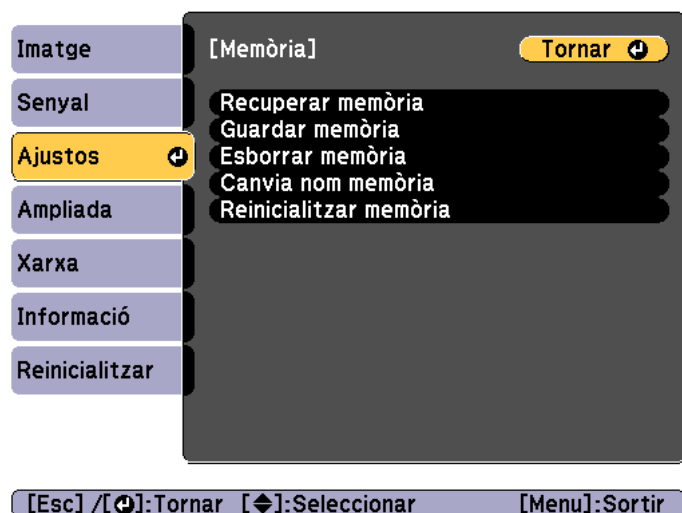 Imatge
Senyal
Ajustos
Ampliada
Xarxa
Informació
Reinicialitzar
[Memòria]
Tornar
Recuperar memòria
Guardar memòria
Esborrar memòria
Canvia nom memòria
Reinicialitzar memòria
[Esc] /[⏎]:Tornar [◆]:Seleccionar [Menu]:Sortir